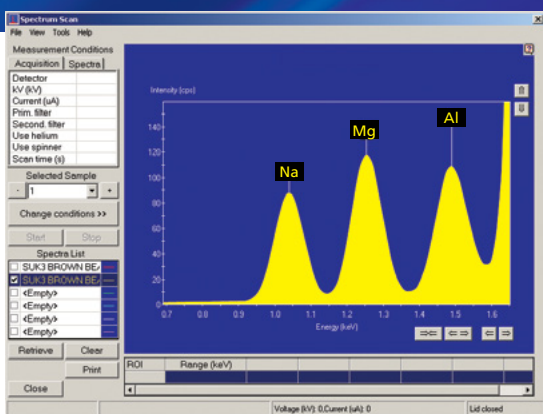 Spectrum Scan
File View Tools Help
Measurement Conditions
Acquisition Spectra
Detector
kV (kV)
Current (uA)
Prim. filter
Second. filter
Use helium
Use spinner
Scan time (s)
Selected Sample
- 1 +
Change conditions >>
Start Stop
Spectra List
SUK3 BROWN BEA
SUK3 BROWN BEA
<Empty>
<Empty>
<Empty>
<Empty>
Retrieve Clear
Print
Close
Intensity (cps)
140
120
100
80
60
40
20
0
Na
Mg
Al
0.7 0.8 0.9 1.0 1.1 1.2 1.3 1.4 1.5 1.6
Energy (keV)
ROI Range (keV)
Voltage (kV): 0,Current (uA): 0 Lid closed